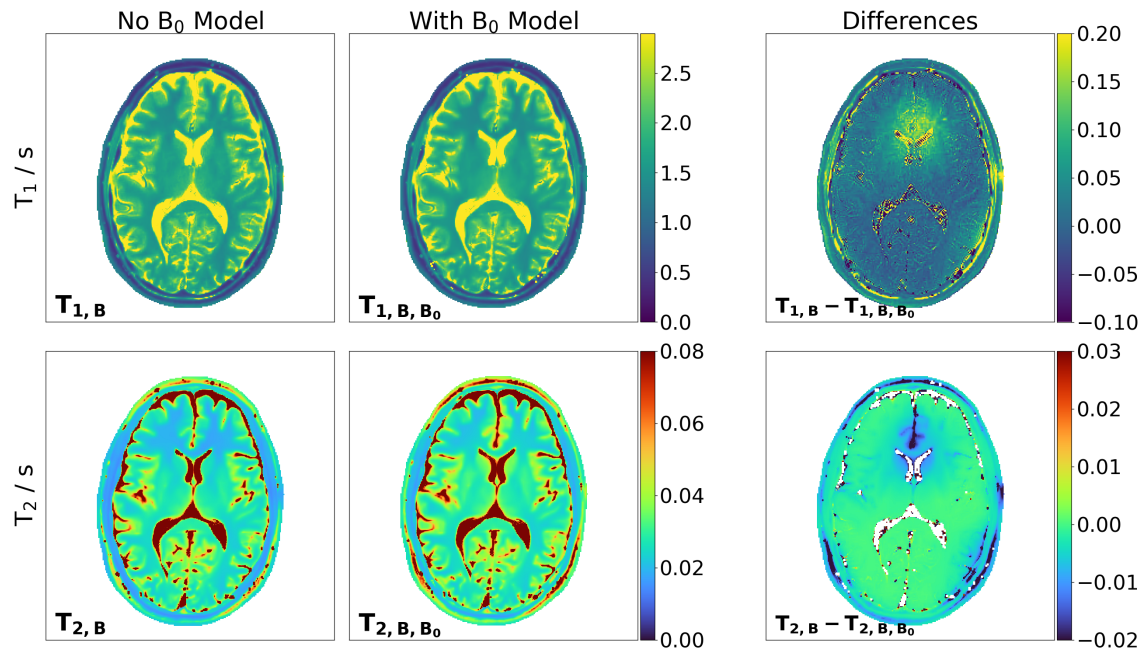 No B₀ Model
With B₀ Model
Differences
T₁ / s
T₁,B
T₁,B,B₀
2.5
2.0
1.5
1.0
0.5
0.0
T₁,B − T₁,B,B₀
0.20
0.15
0.10
0.05
0.00
−0.05
−0.10
T₂ / s
T₂,B
T₂,B,B₀
0.08
0.06
0.04
0.02
0.00
T₂,B − T₂,B,B₀
0.03
0.02
0.01
0.00
−0.01
−0.02